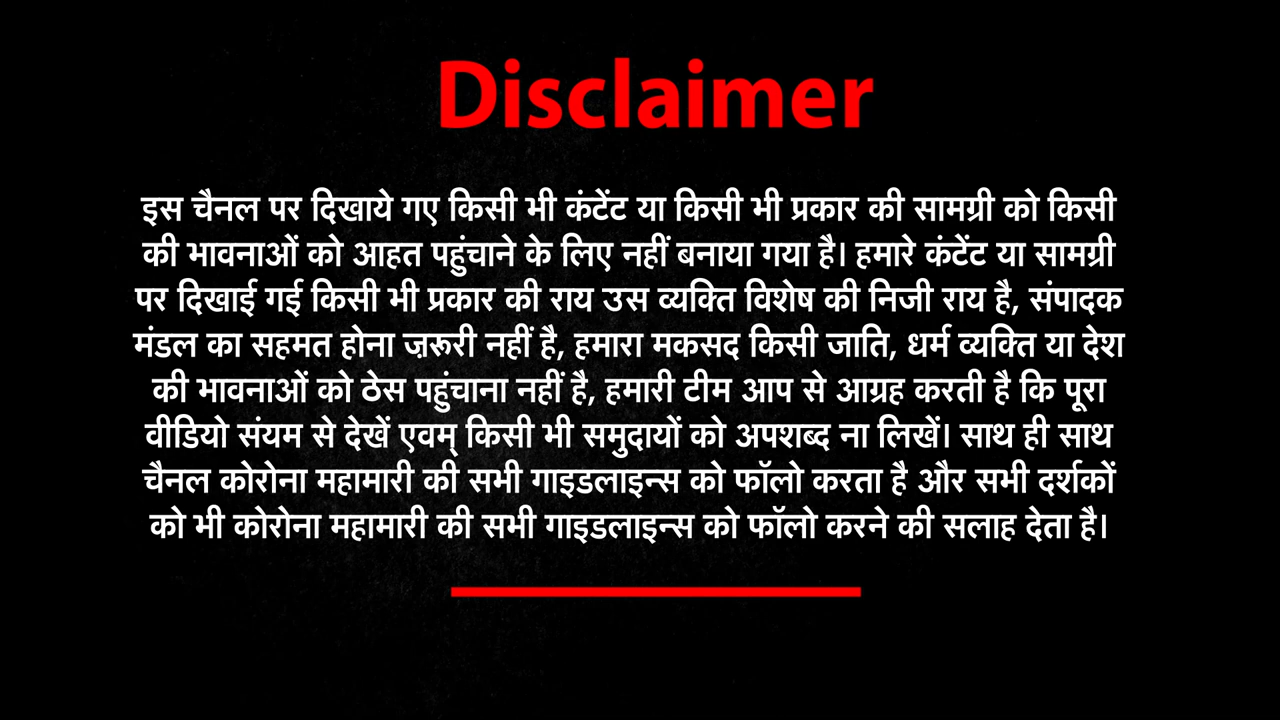 Disclaimer
इस चैनल पर दिखाये गए किसी भी कंटेंट या किसी भी प्रकार की सामग्री को किसी
की भावनाओं को आहत पहुंचाने के लिए नहीं बनाया गया है। हमारे कंटेंट या सामग्री
पर दिखाई गई किसी भी प्रकार की राय उस व्यक्ति विशेष की निजी राय है, संपादक
मंडल का सहमत होना ज़रूरी नहीं है, हमारा मकसद किसी जाति, धर्म व्यक्ति या देश
की भावनाओं को ठेस पहुंचाना नहीं है, हमारी टीम आप से आग्रह करती है कि पूरा
वीडियो संयम से देखें एवम् किसी भी समुदायों को अपशब्द ना लिखें। साथ ही साथ
चैनल कोरोना महामारी की सभी गाइडलाइन्स को फॉलो करता है और सभी दर्शकों
को भी कोरोना महामारी की सभी गाइडलाइन्स को फॉलो करने की सलाह देता है।